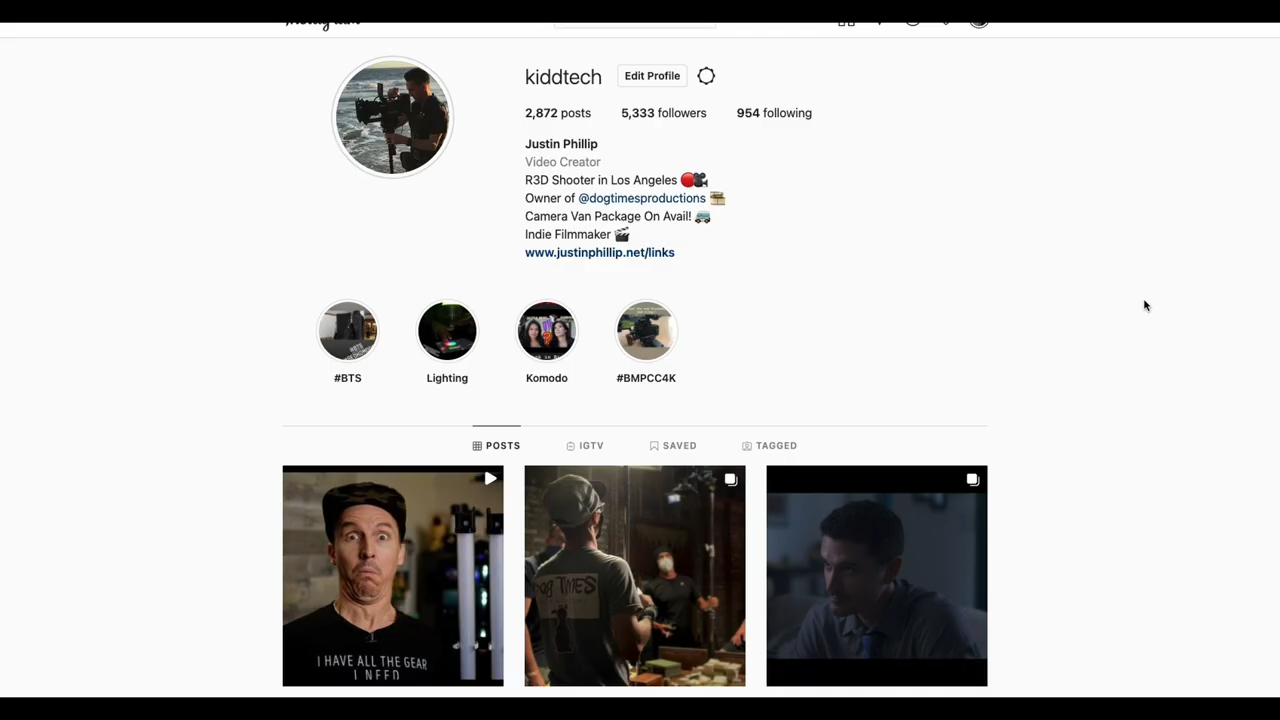 kiddtech Edit Profile
2,872 posts 5,333 followers 954 following
Justin Phillip
Video Creator
R3D Shooter in Los Angeles 🔴🎥
Owner of @dogtimesproductions
Camera Van Package On Avail! 🚐
Indie Filmmaker 🎬
www.justinphillip.net/links
#BTS Lighting Komodo #BMPCC4K
POSTS IGTV SAVED TAGGED
I HAVE ALL THE GEAR
I NEED
DOG TIMES